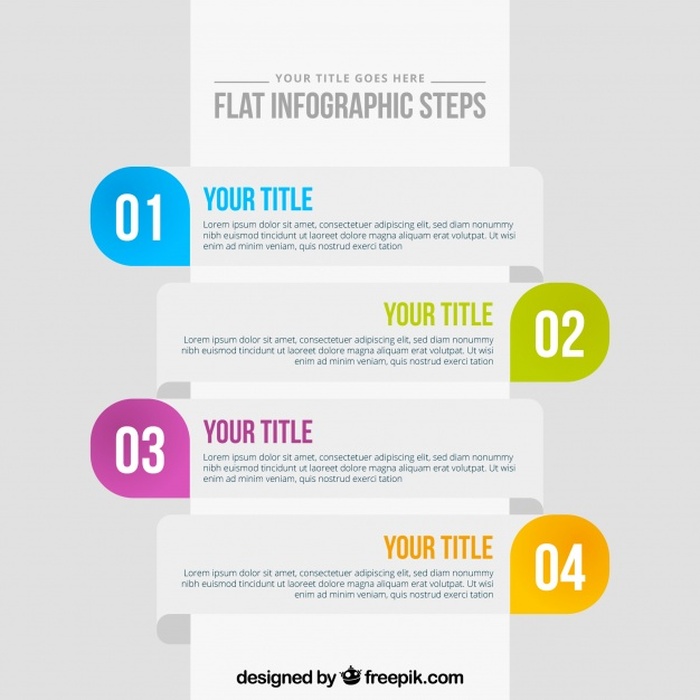 YOUR TITLE GOES HERE
FLAT INFOGRAPHIC STEPS
01
YOUR TITLE
Lorem ipsum dolor sit amet, consectetuer adipiscing elit, sed diam nonummy
nibh euismod tincidunt ut laoreet dolore magna aliquam erat volutpat. Ut wisi
enim ad minim veniam, quis nostrud exerci tation
YOUR TITLE
02
Lorem ipsum dolor sit amet, consectetuer adipiscing elit, sed diam nonummy
nibh euismod tincidunt ut laoreet dolore magna aliquam erat volutpat. Ut wisi
enim ad minim veniam, quis nostrud exerci tation
03
YOUR TITLE
Lorem ipsum dolor sit amet, consectetuer adipiscing elit, sed diam nonummy
nibh euismod tincidunt ut laoreet dolore magna aliquam erat volutpat. Ut wisi
enim ad minim veniam, quis nostrud exerci tation
YOUR TITLE
04
Lorem ipsum dolor sit amet, consectetuer adipiscing elit, sed diam nonummy
nibh euismod tincidunt ut laoreet dolore magna aliquam erat volutpat. Ut wisi
enim ad minim veniam, quis nostrud exerci tation
designed by freepik.com